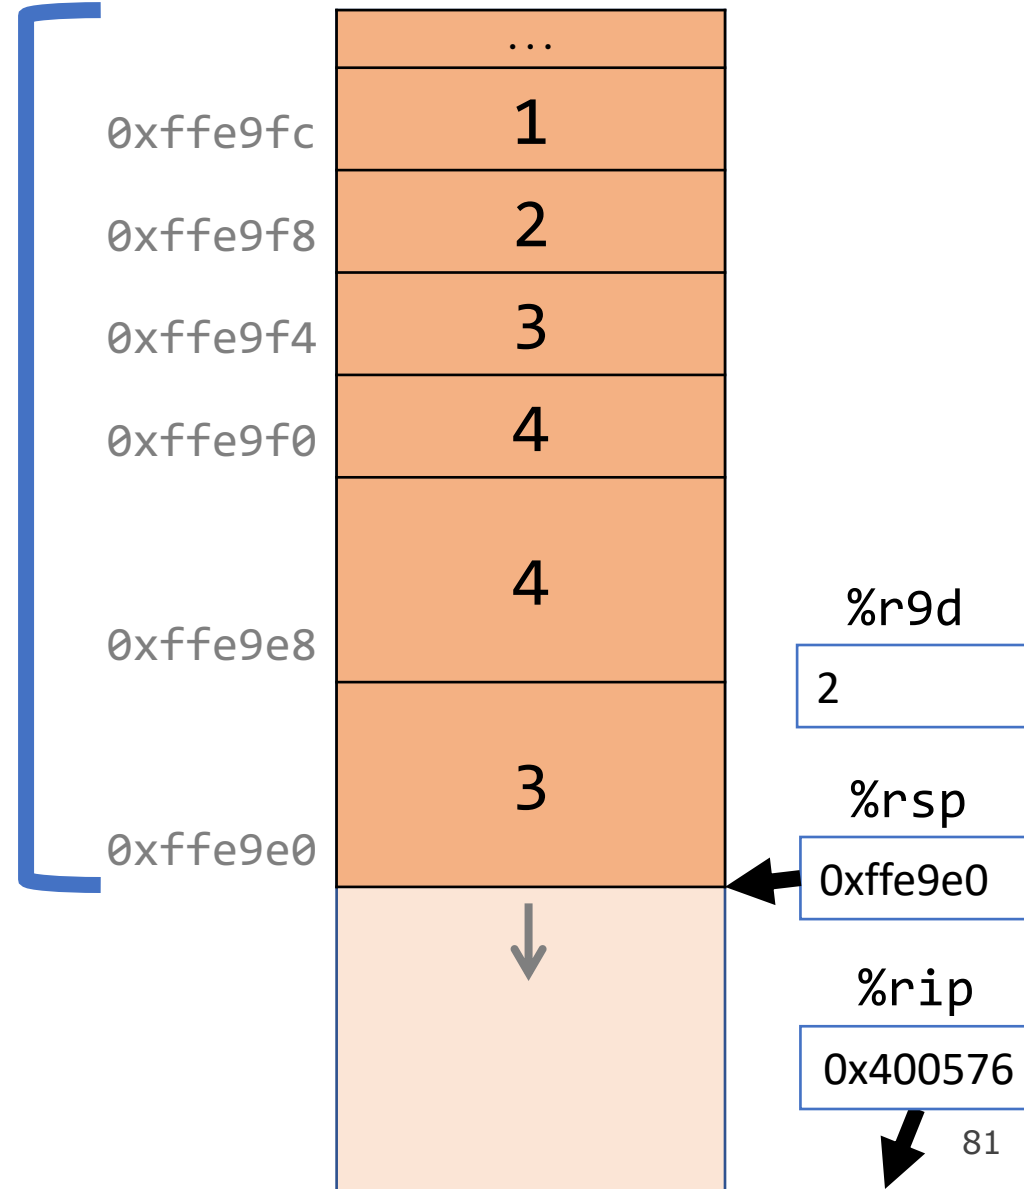 ...
0xffe9fc 1
0xffe9f8 2
0xffe9f4 3
0xffe9f0 4
4
0xffe9e8
3
0xffe9e0
%r9d
2
%rsp
0xffe9e0
%rip
0x400576
81